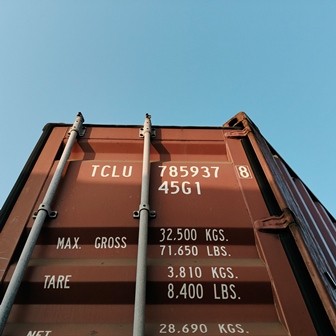 TCLU 785937 8
45G1
MAX. GROSS 32.500 KGS.
71.650 LBS.
TARE 3.810 KGS.
8,400 LBS.
NET 28.690 KGS.